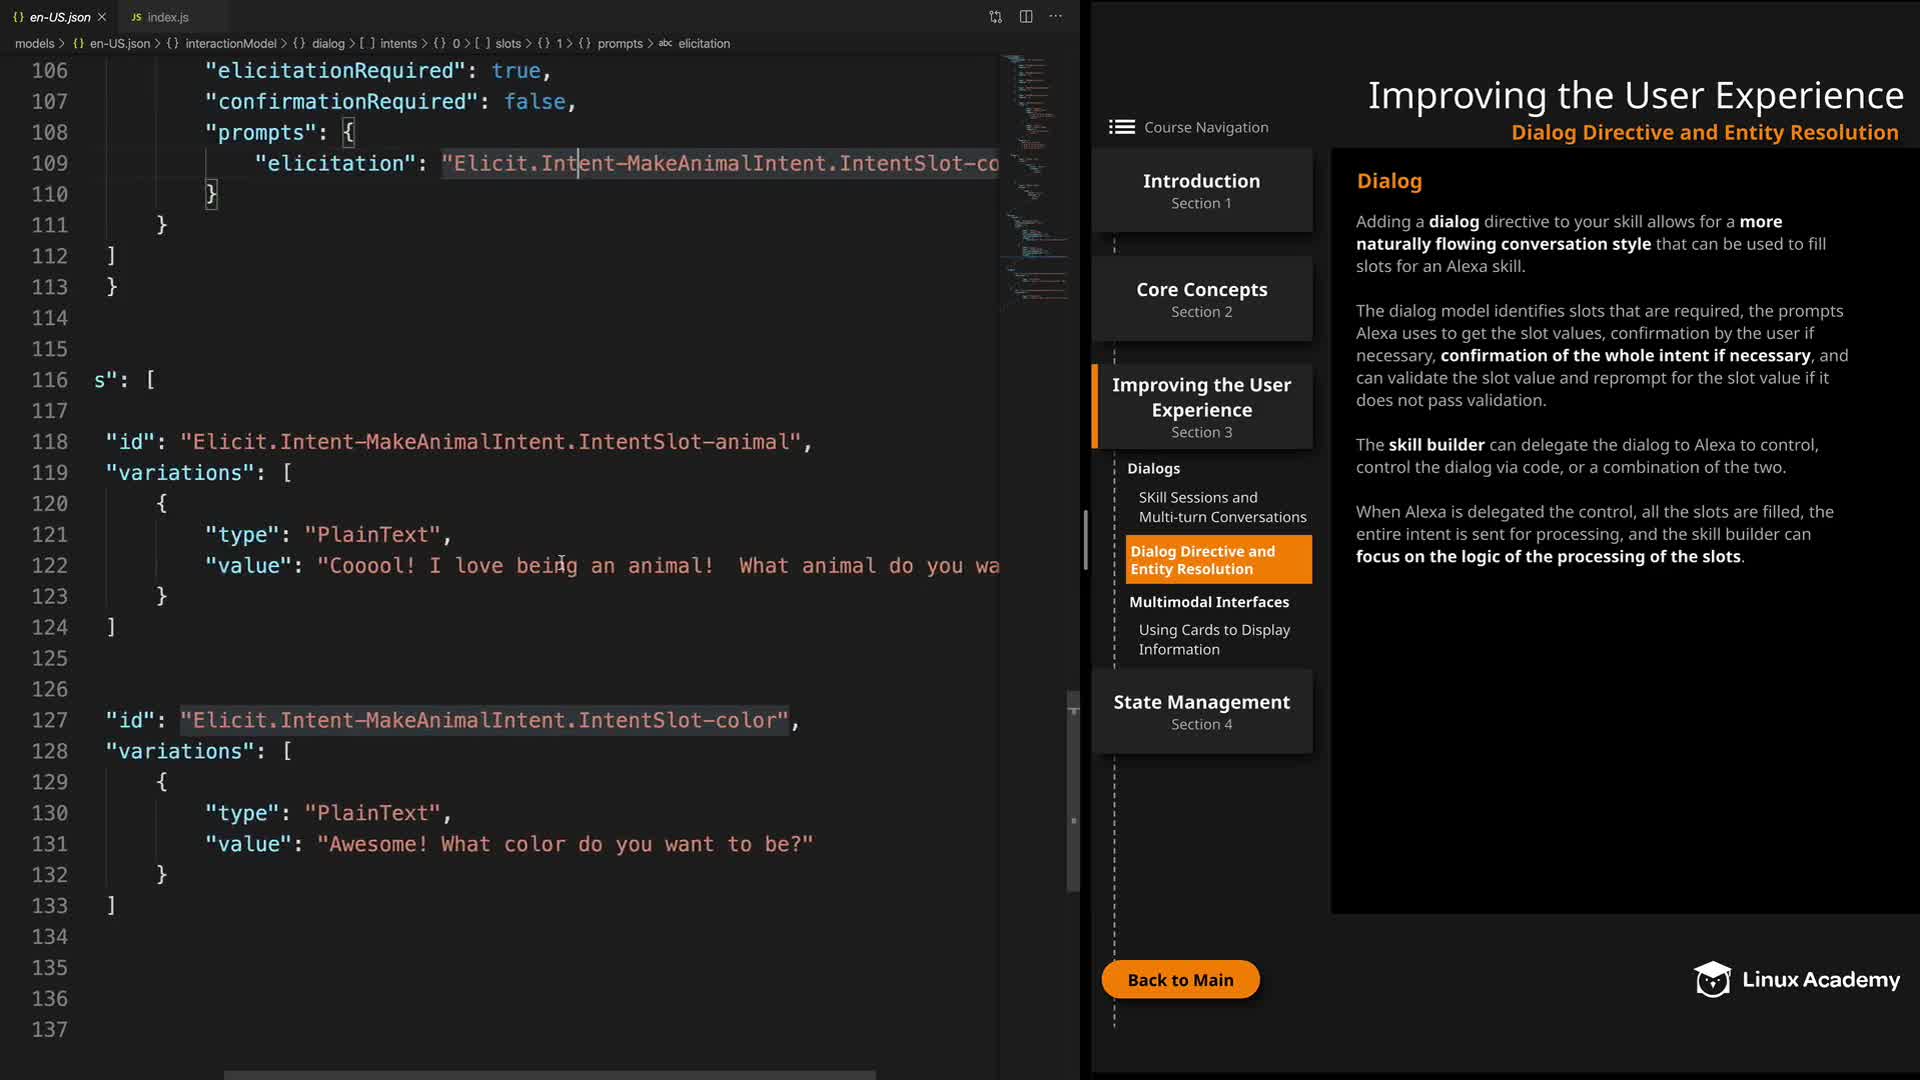 en-US.json
JS index.js
models > {} en-US.json > {} interactionModel > {} dialog > [ ] intents > {} 0 > [ ] slots > {} 1 > {} prompts > abc elicitation
106 "elicitationRequired": true,
107 "confirmationRequired": false,
108 "prompts": {
109 "elicitation": "Elicit.Intent-MakeAnimalIntent.IntentSlot-co
110 }
111 }
112 ]
113 }
114
115
116 s": [
117
118 "id": "Elicit.Intent-MakeAnimalIntent.IntentSlot-animal",
119 "variations": [
120 {
121 "type": "PlainText",
122 "value": "Cooool! I love being an animal!  What animal do you wa
123 }
124 ]
125
126
127 "id": "Elicit.Intent-MakeAnimalIntent.IntentSlot-color",
128 "variations": [
129 {
130 "type": "PlainText",
131 "value": "Awesome! What color do you want to be?"
132 }
133 ]
134
135
136
137
Improving the User Experience
Dialog Directive and Entity Resolution
Course Navigation
Introduction
Section 1
Core Concepts
Section 2
Improving the User
Experience
Section 3
Dialogs
SKill Sessions and
Multi-turn Conversations
Dialog Directive and
Entity Resolution
Multimodal Interfaces
Using Cards to Display
Information
State Management
Section 4
Back to Main
Dialog
Adding a dialog directive to your skill allows for a more
naturally flowing conversation style that can be used to fill
slots for an Alexa skill.
The dialog model identifies slots that are required, the prompts
Alexa uses to get the slot values, confirmation by the user if
necessary, confirmation of the whole intent if necessary, and
can validate the slot value and reprompt for the slot value if it
does not pass validation.
The skill builder can delegate the dialog to Alexa to control,
control the dialog via code, or a combination of the two.
When Alexa is delegated the control, all the slots are filled, the
entire intent is sent for processing, and the skill builder can
focus on the logic of the processing of the slots.
Linux Academy